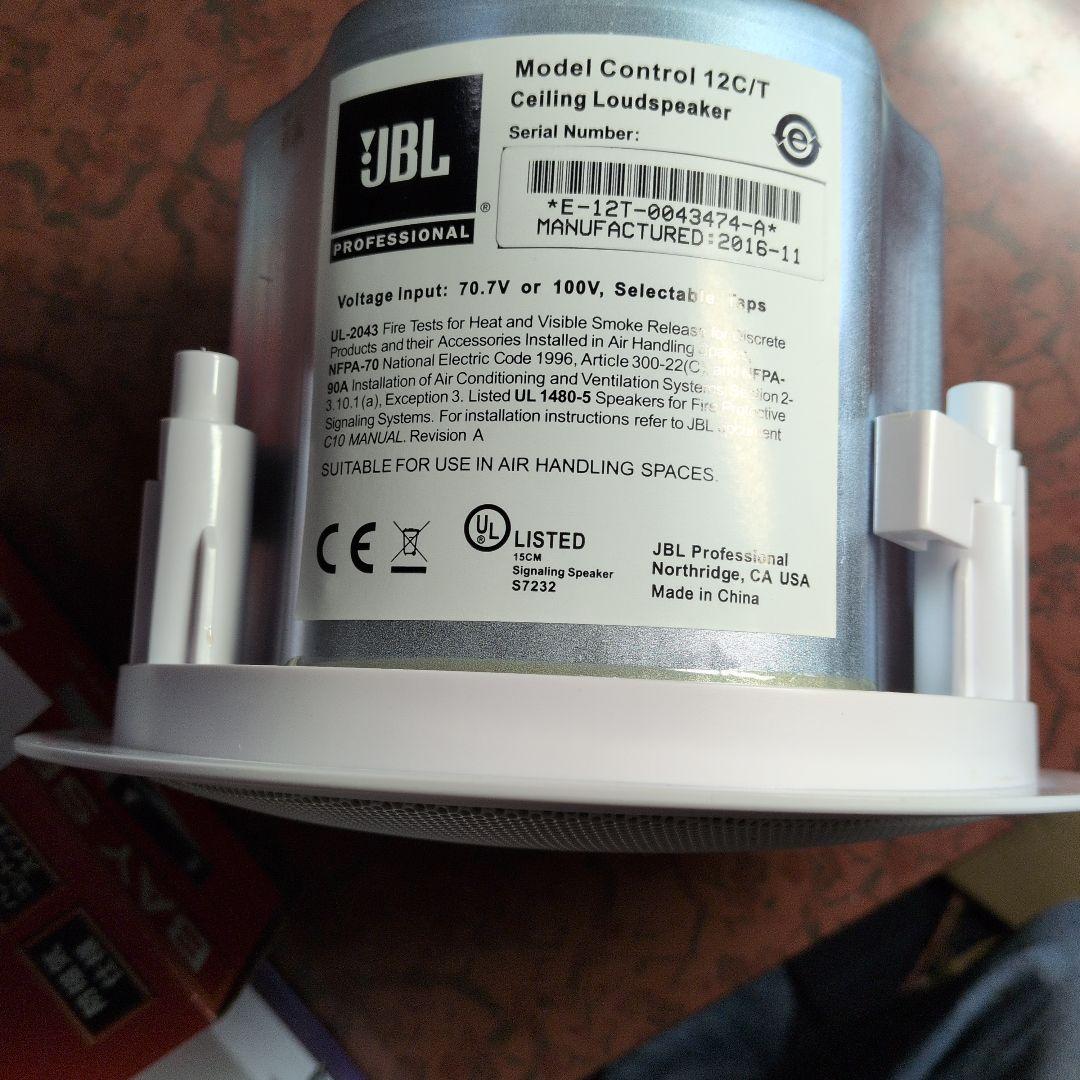 Model Control 12C/T
Ceiling Loudspeaker
Serial Number:
JBL
®
PROFESSIONAL
*E-12T-0043474-A*
MANUFACTURED:2016-11
Voltage Input: 70.7V or 100V, Selectable Taps
UL-2043 Fire Tests for Heat and Visible Smoke Release for Discrete
Products and their Accessories Installed in Air Handling Spaces,
NFPA-70 National Electric Code 1996, Article 300-22(C) and NFPA-
90A Installation of Air Conditioning and Ventilation Systems, Section 2-
3.10.1 (a), Exception 3. Listed UL 1480-5 Speakers for Fire Protective
Signaling Systems. For installation instructions refer to JBL document
C10 MANUAL. Revision A
SUITABLE FOR USE IN AIR HANDLING SPACES.
CE
UL
®
LISTED
15CM
Signaling Speaker
S7232
JBL Professional
Northridge, CA USA
Made in China